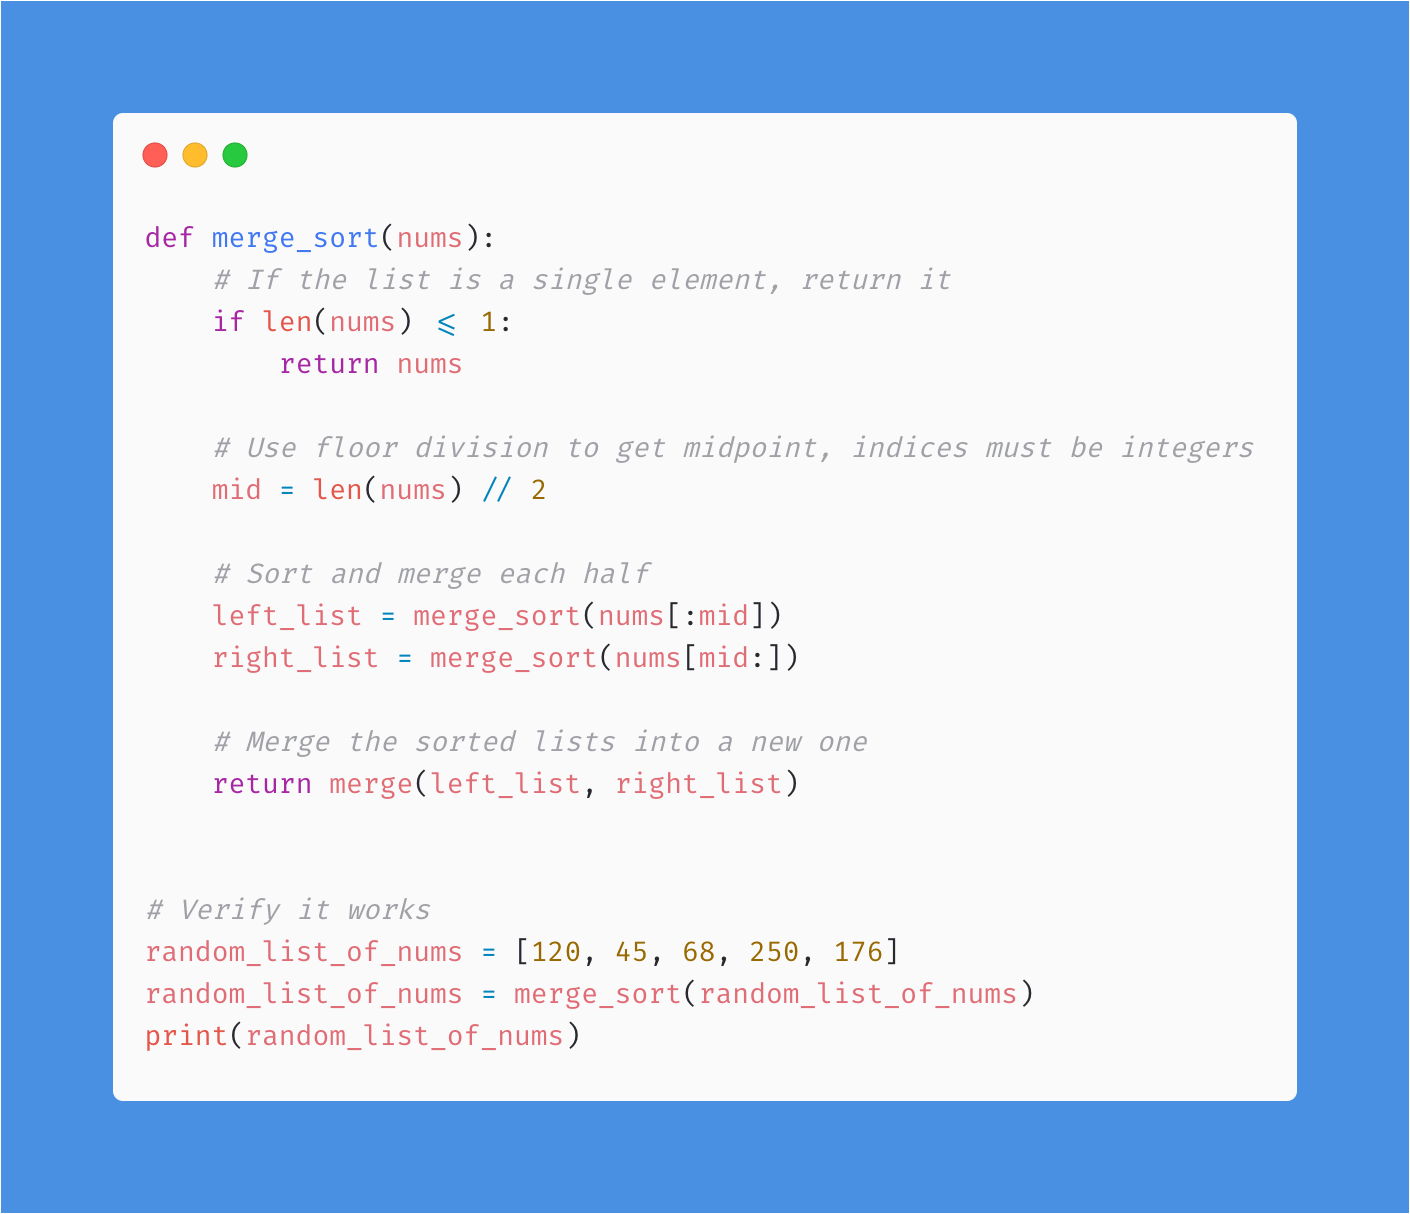 def merge_sort(nums):
    # If the list is a single element, return it
    if len(nums) <= 1:
        return nums
    # Use floor division to get midpoint, indices must be integers
    mid = len(nums) // 2
    # Sort and merge each half
    left_list = merge_sort(nums[:mid])
    right_list = merge_sort(nums[mid:])
    # Merge the sorted lists into a new one
    return merge(left_list, right_list)
# Verify it works
random_list_of_nums = [120, 45, 68, 250, 176]
random_list_of_nums = merge_sort(random_list_of_nums)
print(random_list_of_nums)